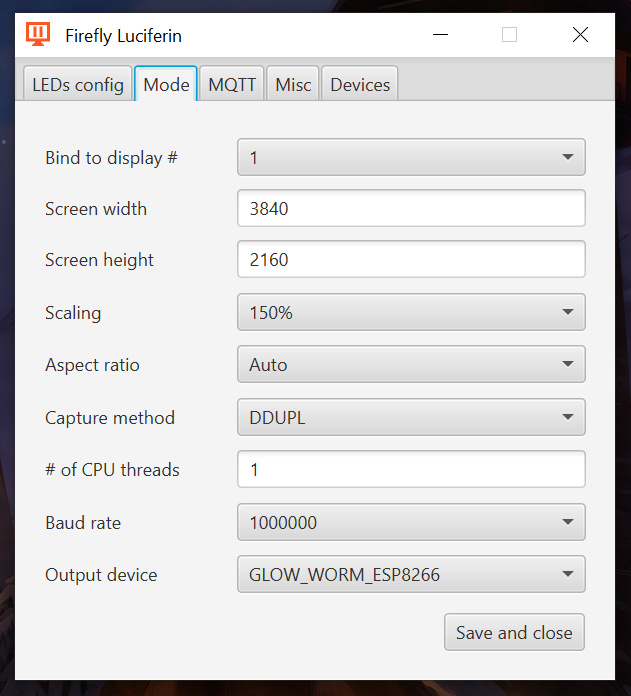 Firefly Luciferin
LEDs config Mode MQTT Misc Devices
Bind to display # 1
Screen width 3840
Screen height 2160
Scaling 150%
Aspect ratio Auto
Capture method DDUPL
# of CPU threads 1
Baud rate 1000000
Output device GLOW_WORM_ESP8266
Save and close